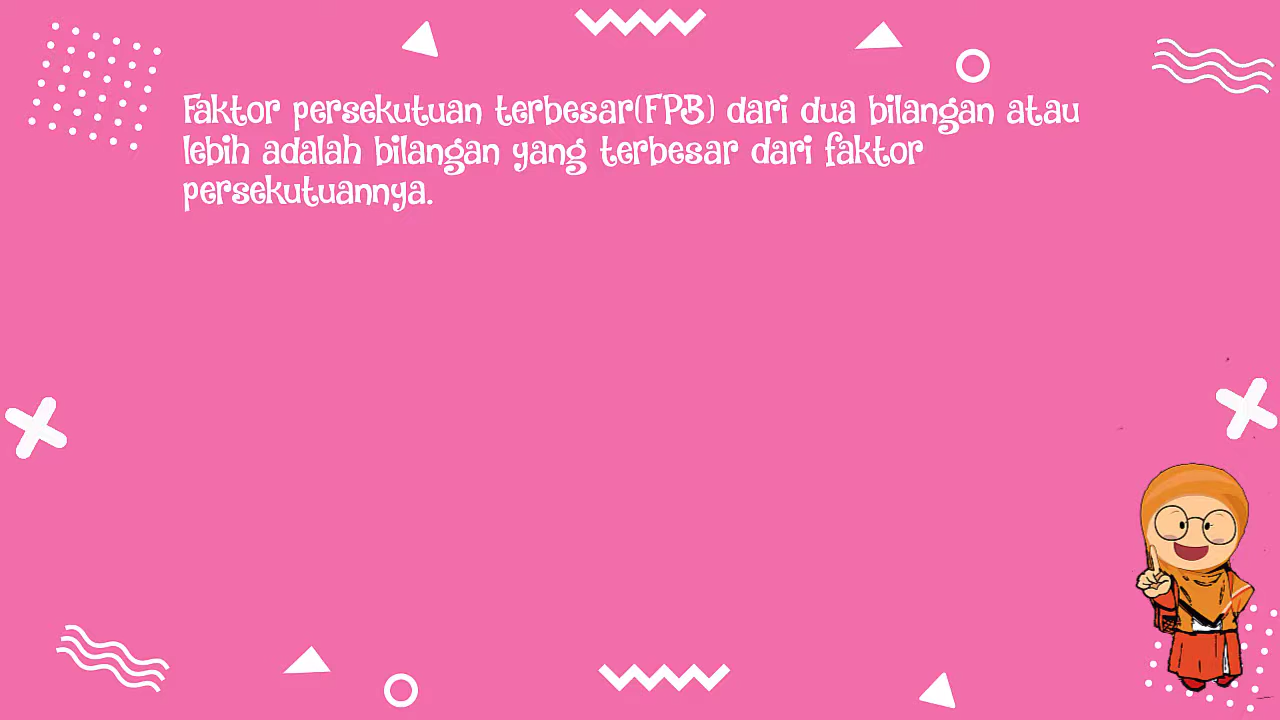 Faktor persekutuan terbesar(FPB) dari dua bilangan atau
lebih adalah bilangan yang terbesar dari faktor
persekutuannya.